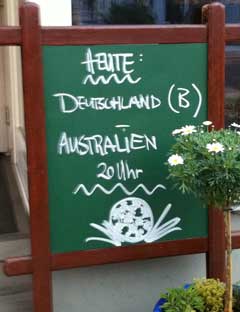 HEUTE:
DEUTSCHLAND (B)
–
AUSTRALIEN
20 Uhr